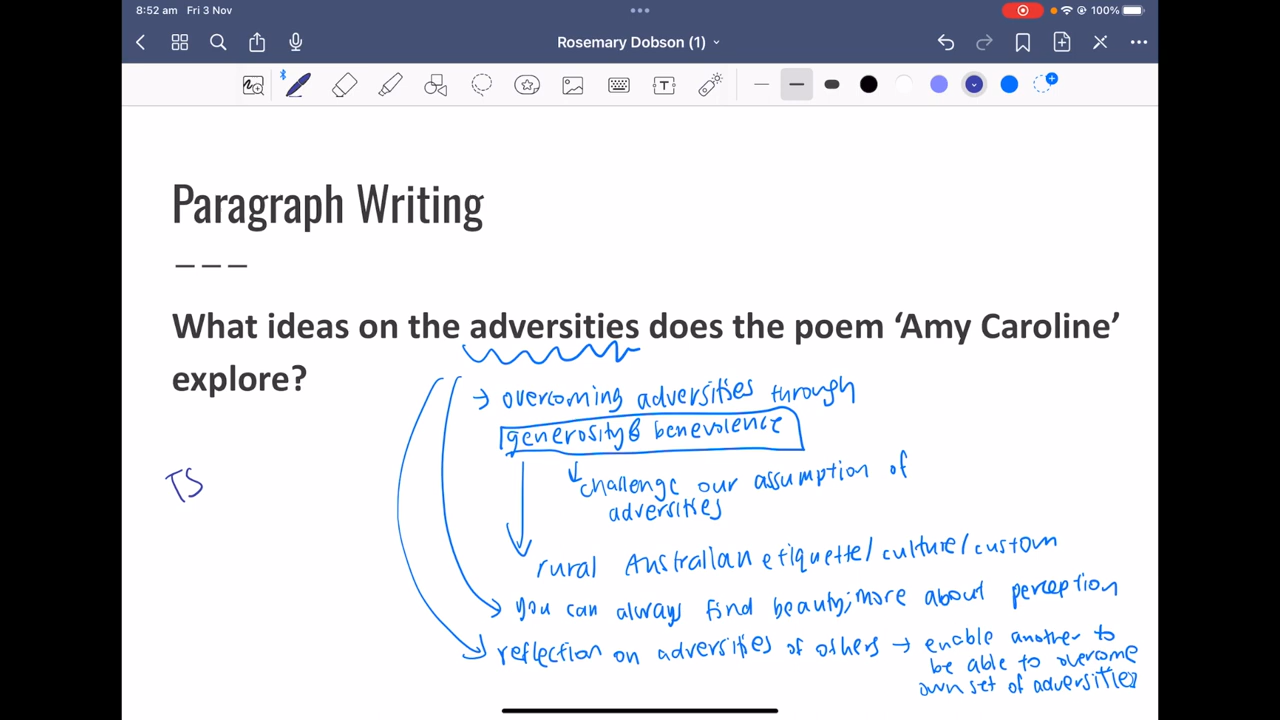 8:52 am Fri 3 Nov
100%
Rosemary Dobson (1)
Paragraph Writing
What ideas on the adversities does the poem ‘Amy Caroline’
explore?
→ overcoming adversities through
generosity & benevolence
TS
challenge our assumption of
adversities
rural Australian etiquette/culture/custom
you can always find beauty; more about perception
reflection on adversities of others → enable another to
be able to overcome
own set of adversities